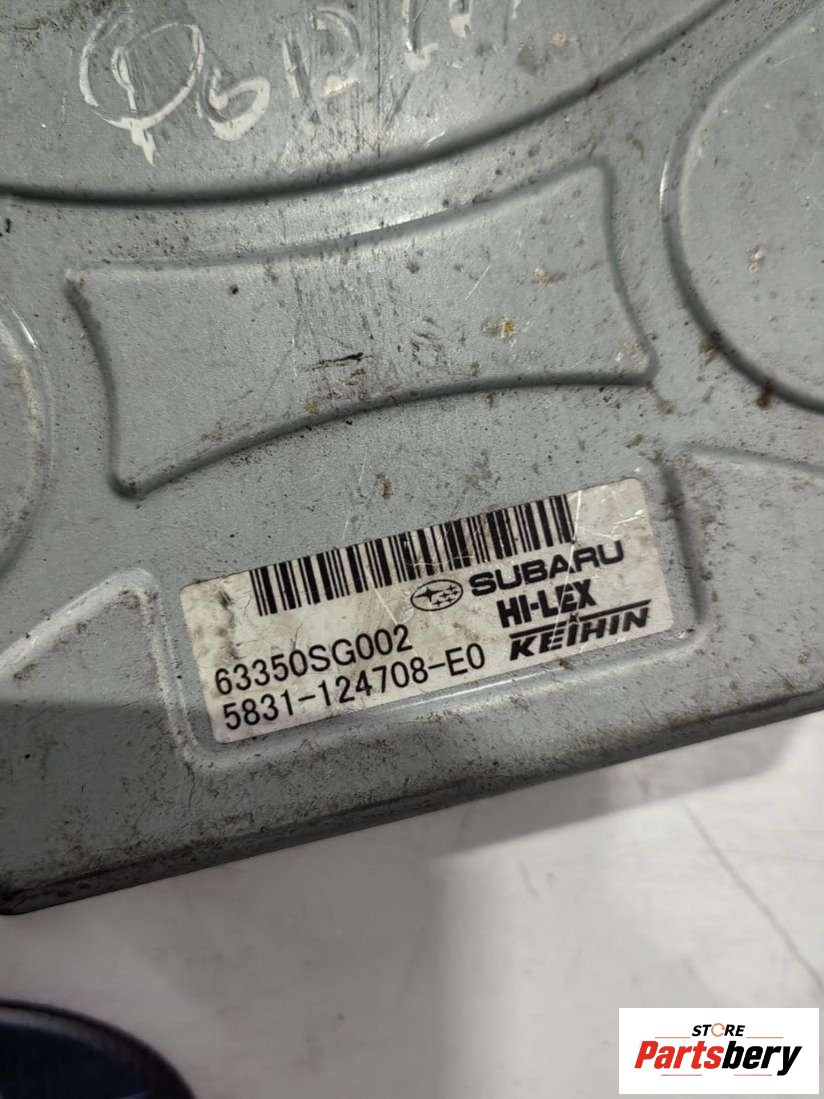 SUBARU
HI-LEX
KEIHIN
63350SG002
5831-124708-E0
STORE
Partsbery